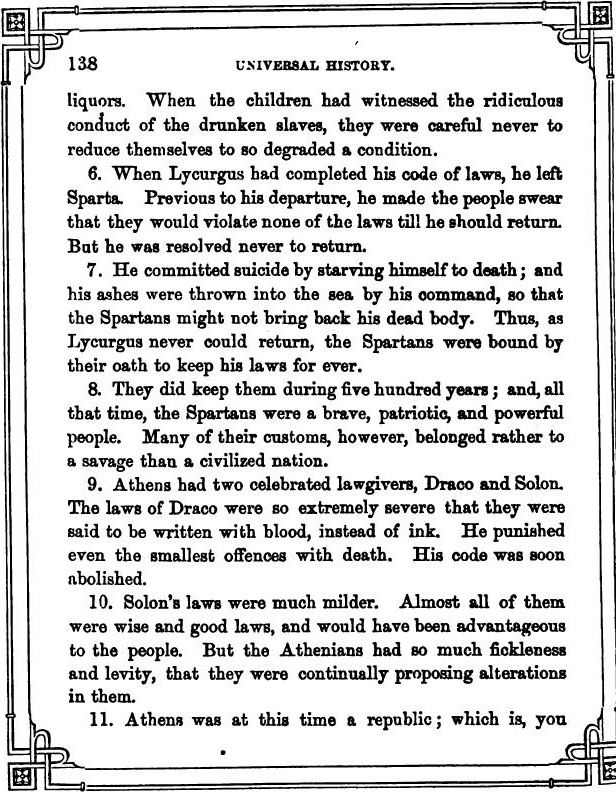 138 UNIVERSAL HISTORY.
liquors. When the children had witnessed the ridiculous
conduct of the drunken slaves, they were careful never to
reduce themselves to so degraded a condition.
6. When Lycurgus had completed his code of laws, he left
Sparta. Previous to his departure, he made the people swear
that they would violate none of the laws till he should return.
But he was resolved never to return.
7. He committed suicide by starving himself to death; and
his ashes were thrown into the sea by his command, so that
the Spartans might not bring back his dead body. Thus, as
Lycurgus never could return, the Spartans were bound by
their oath to keep his laws for ever.
8. They did keep them during five hundred years; and, all
that time, the Spartans were a brave, patriotic, and powerful
people. Many of their customs, however, belonged rather to
a savage than a civilized nation.
9. Athens had two celebrated lawgivers, Draco and Solon.
The laws of Draco were so extremely severe that they were
said to be written with blood, instead of ink. He punished
even the smallest offences with death. His code was soon
abolished.
10. Solon's laws were much milder. Almost all of them
were wise and good laws, and would have been advantageous
to the people. But the Athenians had so much fickleness
and levity, that they were continually proposing alterations
in them.
11. Athens was at this time a republic; which is, you